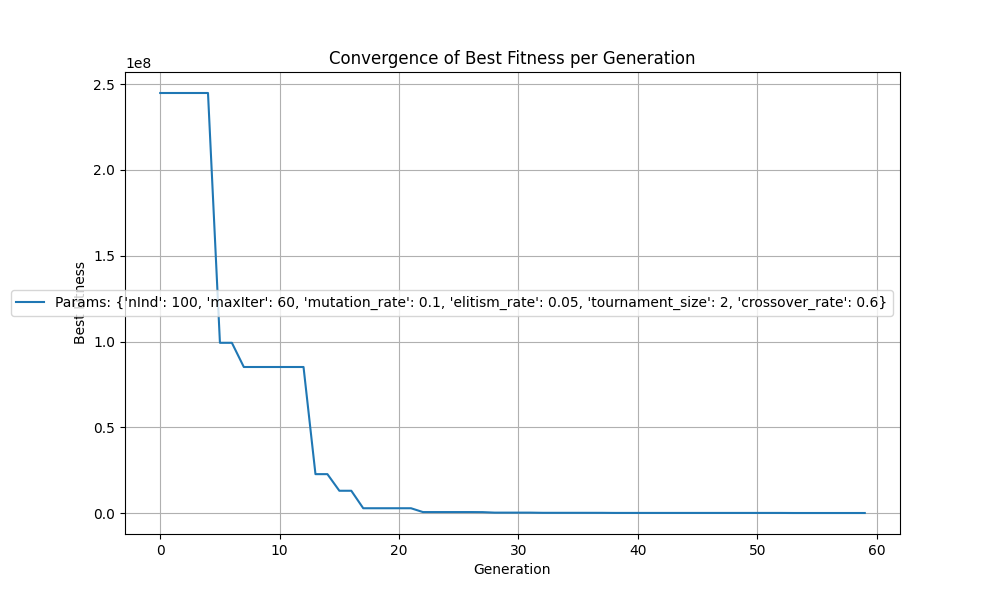 Convergence of Best Fitness per Generation
1e8
2.5
2.0
1.5
Best Fitness
Params: {'nInd': 100, 'maxIter': 60, 'mutation_rate': 0.1, 'elitism_rate': 0.05, 'tournament_size': 2, 'crossover_rate': 0.6}
1.0
0.5
0.0
0 10 20 30 40 50 60
Generation